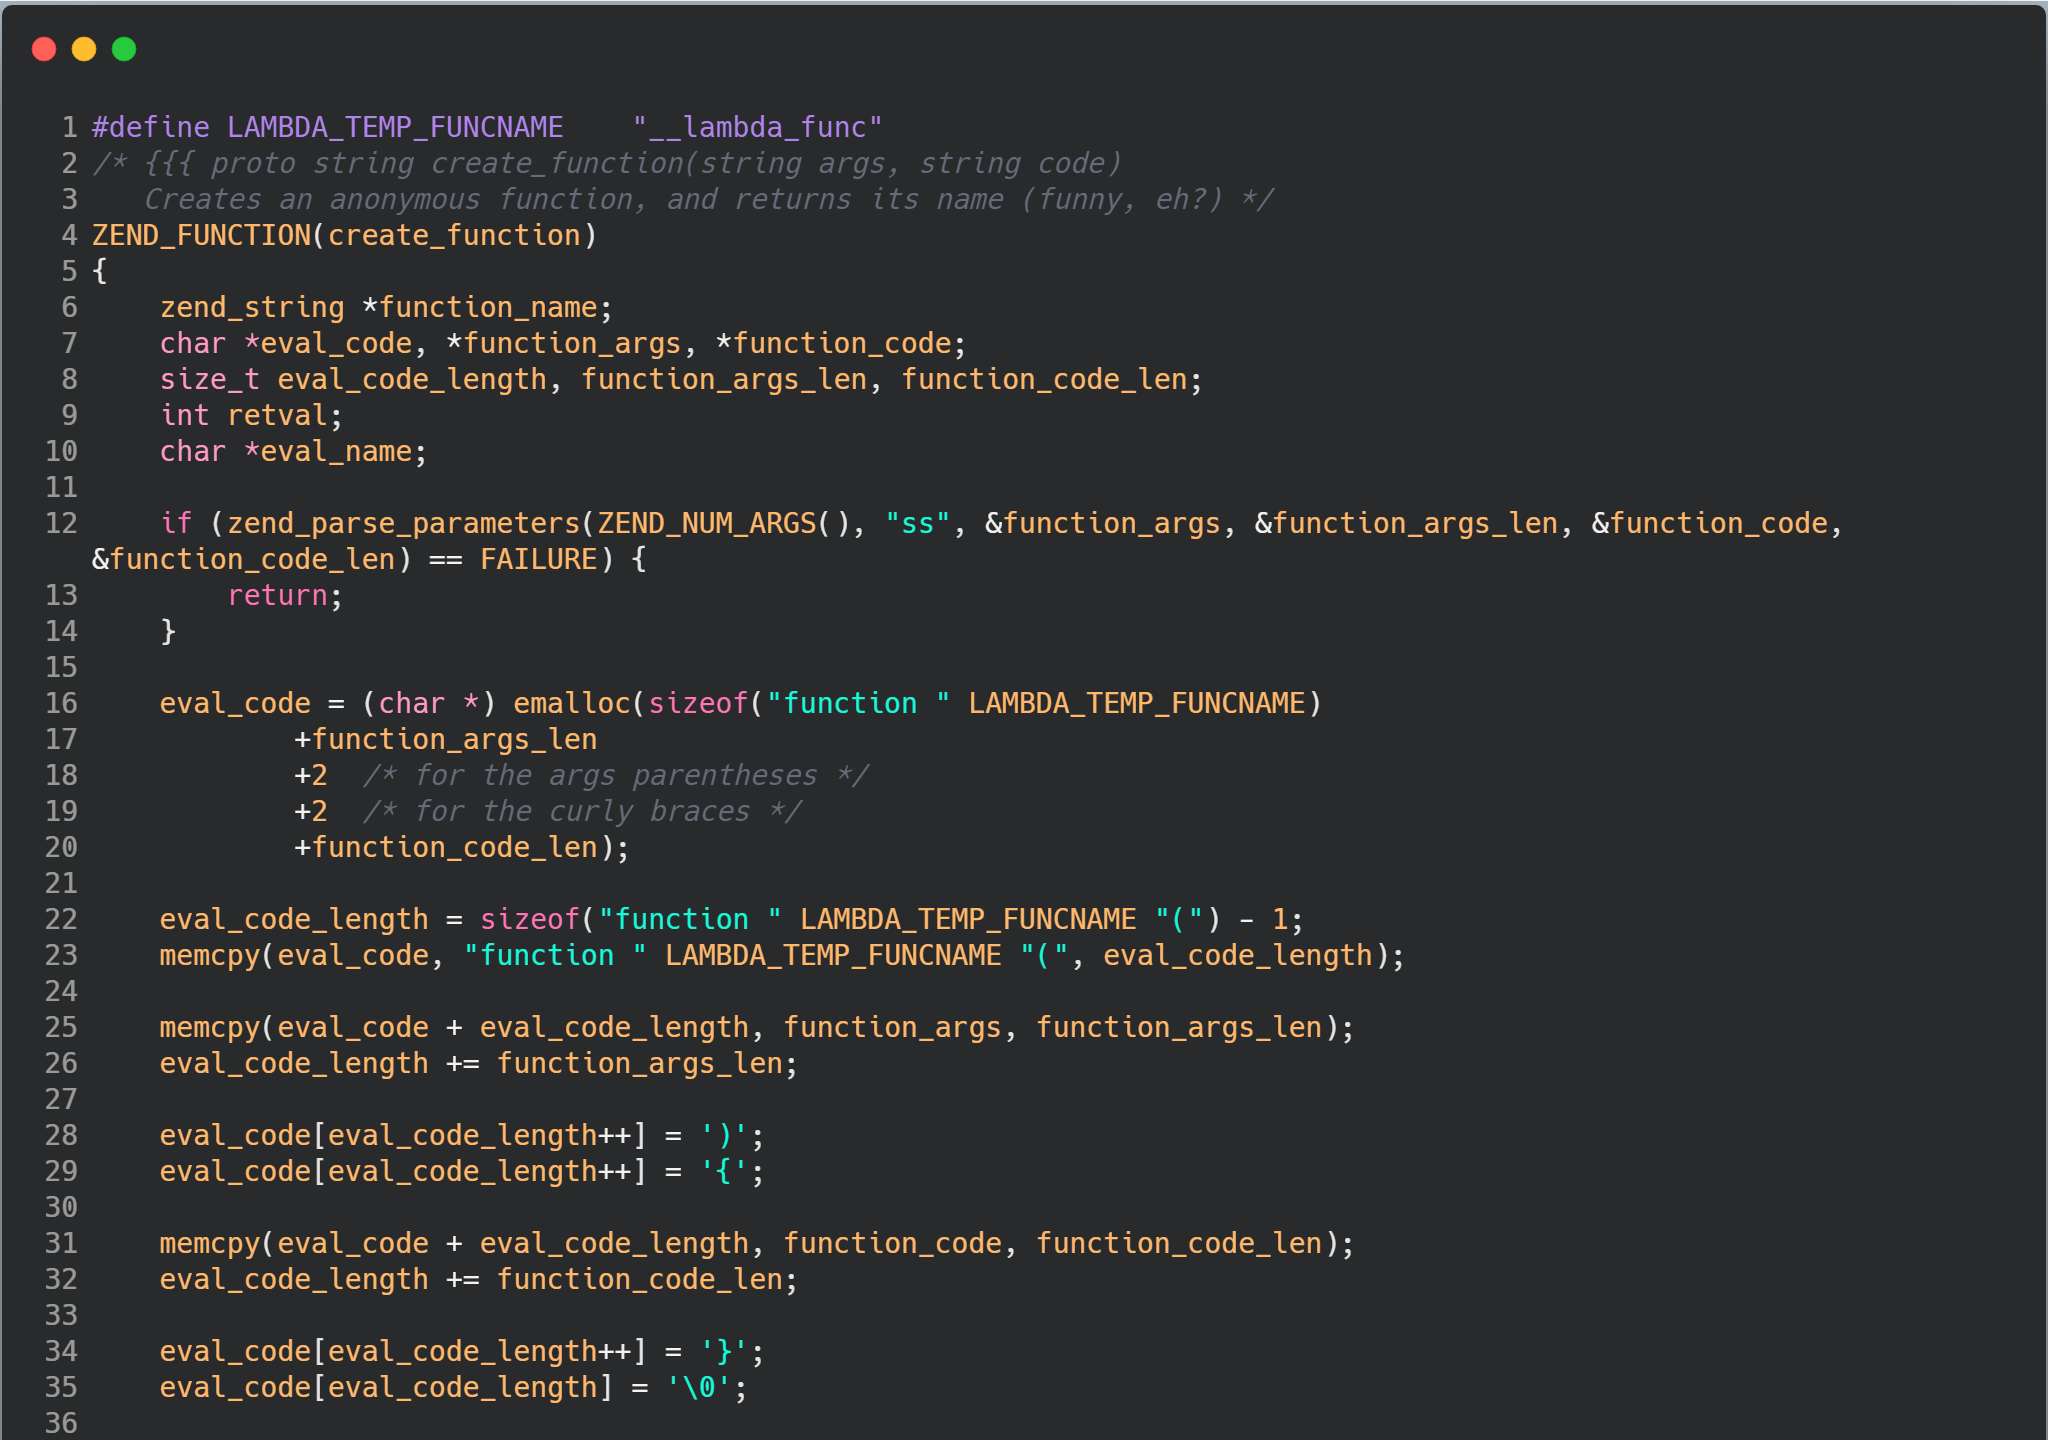 1 #define LAMBDA_TEMP_FUNCNAME    "__lambda_func"
2 /* {{{ proto string create_function(string args, string code)
3    Creates an anonymous function, and returns its name (funny, eh?) */
4 ZEND_FUNCTION(create_function)
5 {
6     zend_string *function_name;
7     char *eval_code, *function_args, *function_code;
8     size_t eval_code_length, function_args_len, function_code_len;
9     int retval;
10     char *eval_name;
11
12     if (zend_parse_parameters(ZEND_NUM_ARGS(), "ss", &function_args, &function_args_len, &function_code,
&function_code_len) == FAILURE) {
13         return;
14     }
15
16     eval_code = (char *) emalloc(sizeof("function " LAMBDA_TEMP_FUNCNAME)
17             +function_args_len
18             +2  /* for the args parentheses */
19             +2  /* for the curly braces */
20             +function_code_len);
21
22     eval_code_length = sizeof("function " LAMBDA_TEMP_FUNCNAME "(") - 1;
23     memcpy(eval_code, "function " LAMBDA_TEMP_FUNCNAME "(", eval_code_length);
24
25     memcpy(eval_code + eval_code_length, function_args, function_args_len);
26     eval_code_length += function_args_len;
27
28     eval_code[eval_code_length++] = ')';
29     eval_code[eval_code_length++] = '{';
30
31     memcpy(eval_code + eval_code_length, function_code, function_code_len);
32     eval_code_length += function_code_len;
33
34     eval_code[eval_code_length++] = '}';
35     eval_code[eval_code_length] = '\0';
36